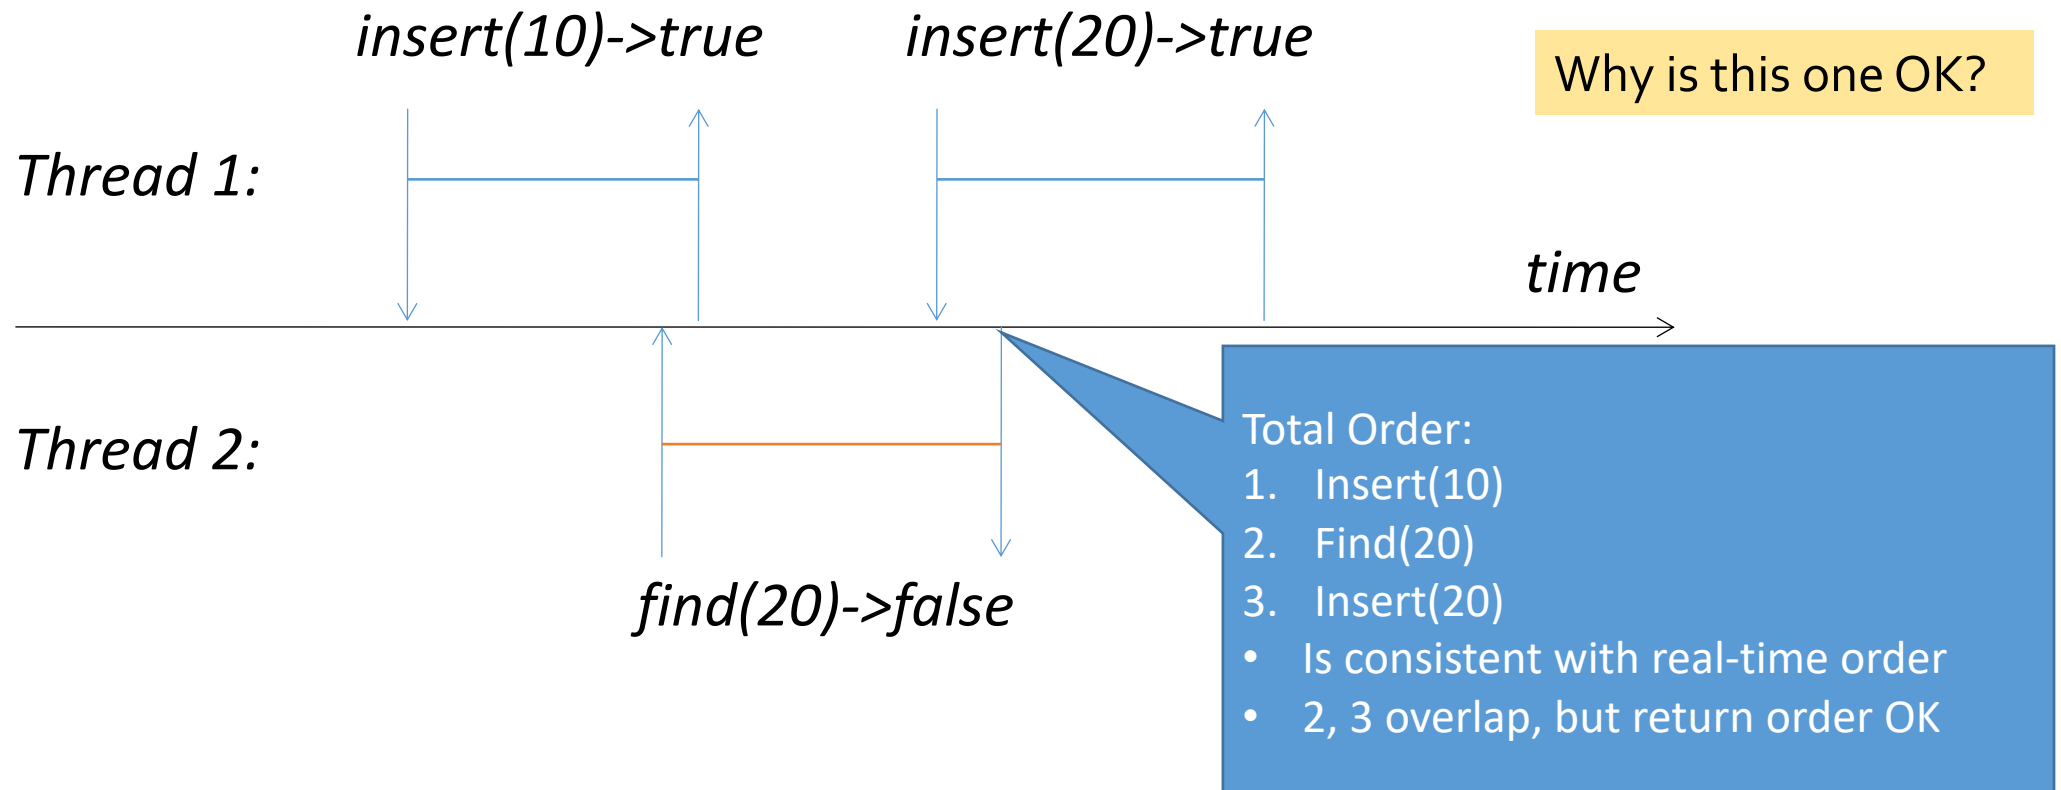 insert(10)->true
insert(20)->true
Why is this one OK?
Thread 1:
time
Thread 2:
find(20)->false
Total Order:
1. Insert(10)
2. Find(20)
3. Insert(20)
• Is consistent with real-time order
• 2, 3 overlap, but return order OK